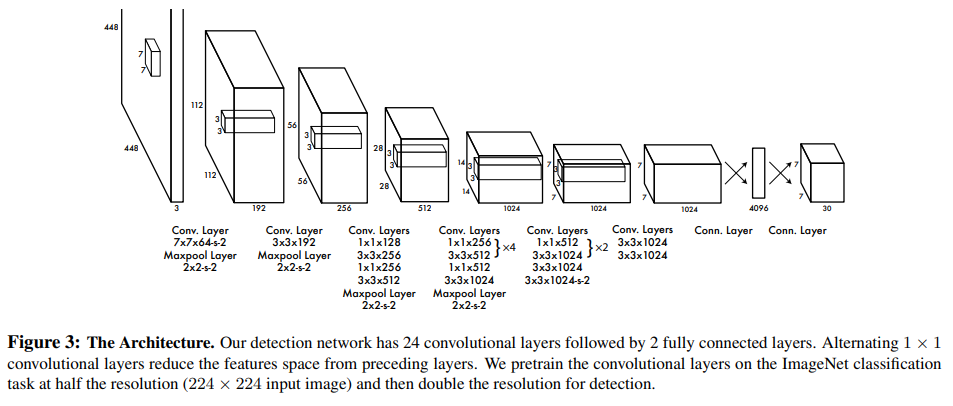 448
7
7
448
3
112
3
3
112
192
56
3
3
56
256
28
3
3
28
512
14
3
3
14
1024
7
3
3
7
1024
7
7
1024
4096
7
7
30
Conv. Layer
7x7x64-s-2
Maxpool Layer
2x2-s-2
Conv. Layer
3x3x192
Maxpool Layer
2x2-s-2
Conv. Layers
1x1x128
3x3x256
1x1x256
3x3x512
Maxpool Layer
2x2-s-2
Conv. Layers
1x1x256
3x3x512
}×4
1x1x512
3x3x1024
Maxpool Layer
2x2-s-2
Conv. Layers
1x1x512
3x3x1024
}×2
3x3x1024
3x3x1024-s-2
Conv. Layers
3x3x1024
3x3x1024
Conn. Layer
Conn. Layer
Figure 3: The Architecture. Our detection network has 24 convolutional layers followed by 2 fully connected layers. Alternating 1 × 1
convolutional layers reduce the features space from preceding layers. We pretrain the convolutional layers on the ImageNet classification
task at half the resolution (224 × 224 input image) and then double the resolution for detection.